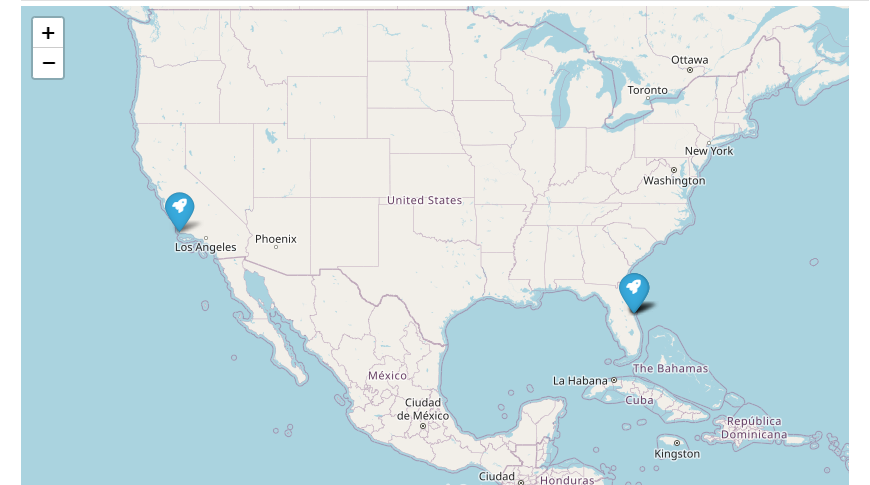 +
−
Ottawa
Toronto
New York
Washington
United States
Los Angeles
Phoenix
The Bahamas
La Habana
Cuba
México
Ciudad
de México
República
Dominicana
Kingston
Ciudad
Honduras